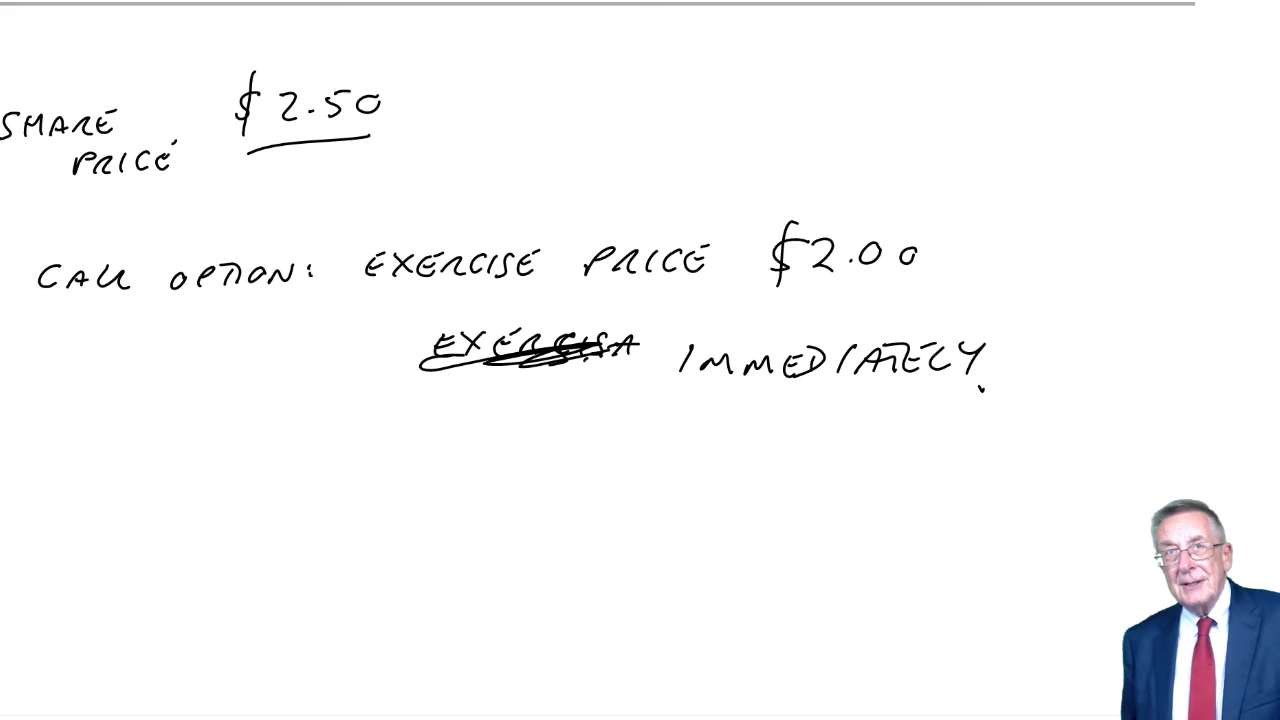 SHARE $2.50
PRICE
CALL OPTION: EXERCISE PRICE $2.00
IMMEDIATELY.